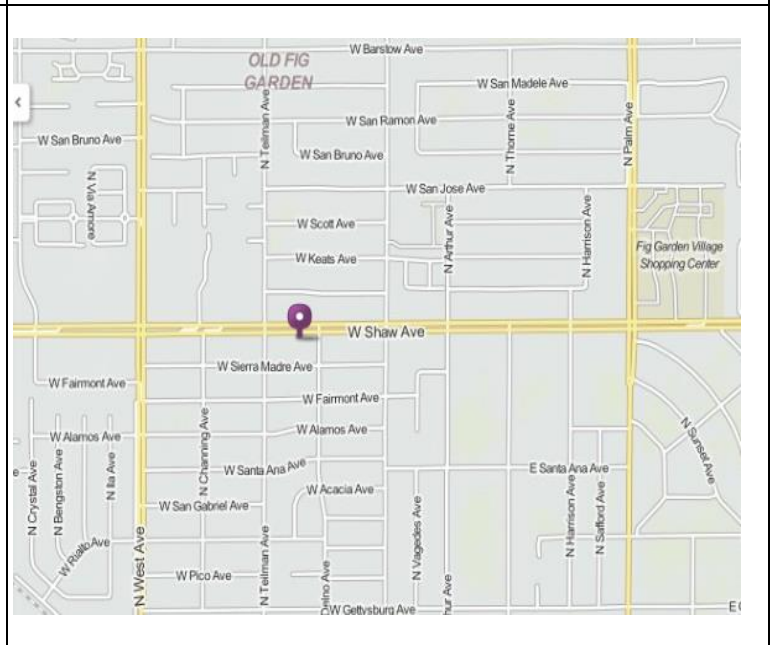 W Barstow Ave
OLD FIG
GARDEN
W San Madele Ave
N Teilman Ave
N Thorne Ave
N Palm Ave
W San Ramon Ave
W San Bruno Ave
W San Bruno Ave
N Via Amore
W San Jose Ave
N Arthur Ave
N Harrison Ave
W Scott Ave
Fig Garden Village
Shopping Center
W Keats Ave
W Shaw Ave
W Sierra Madre Ave
W Fairmont Ave
W Fairmont Ave
N Channing Ave
W Alamos Ave
W Alamos Ave
N Sunset Ave
N Crystal Ave
N Bengston Ave
N Ila Ave
W Santa Ana Ave
E Santa Ana Ave
W Acacia Ave
W San Gabriel Ave
N Vagedes Ave
N Harrison Ave
N Safford Ave
N West Ave
N Teilman Ave
W Rialto Ave
W Pico Ave
Delno Ave
hur Ave
W Gettysburg Ave
E